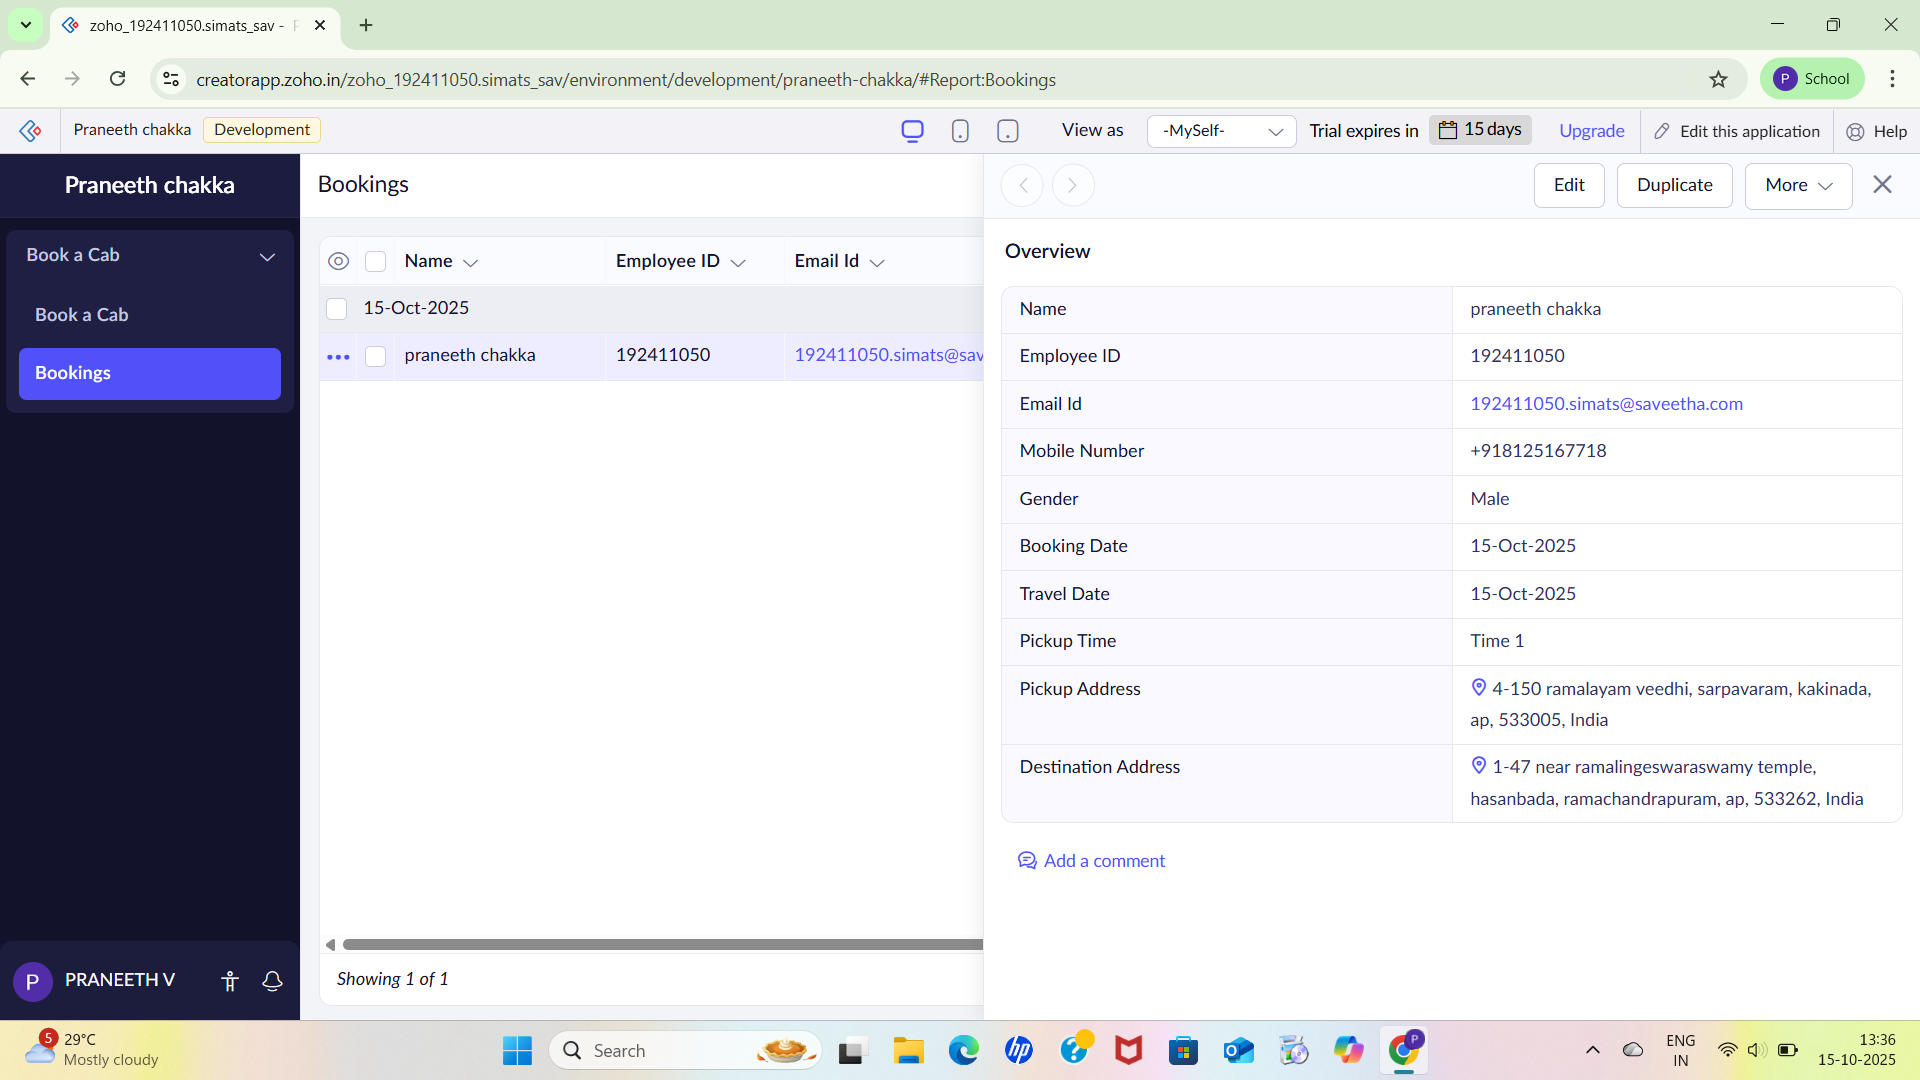 zoho_192411050.simats_sav -
creatorapp.zoho.in/zoho_192411050.simats_sav/environment/development/praneeth-chakka/#Report:Bookings
P School
Praneeth chakka Development View as -MySelf- Trial expires in 15 days Upgrade Edit this application Help
Praneeth chakka
Book a Cab
Book a Cab
Bookings
PRANEETH V
P
Bookings
Name Employee ID Email Id
15-Oct-2025
praneeth chakka 192411050 192411050.simats@sav
Showing 1 of 1
Edit Duplicate More
Overview
Name praneeth chakka
Employee ID 192411050
Email Id 192411050.simats@saveetha.com
Mobile Number +918125167718
Gender Male
Booking Date 15-Oct-2025
Travel Date 15-Oct-2025
Pickup Time Time 1
Pickup Address 4-150 ramalayam veedhi, sarpavaram, kakinada,
ap, 533005, India
Destination Address 1-47 near ramalingeswaraswamy temple,
hasanbada, ramachandrapuram, ap, 533262, India
Add a comment
5 29°C
Mostly cloudy
Search
hp
P
ENG
IN
13:36
15-10-2025